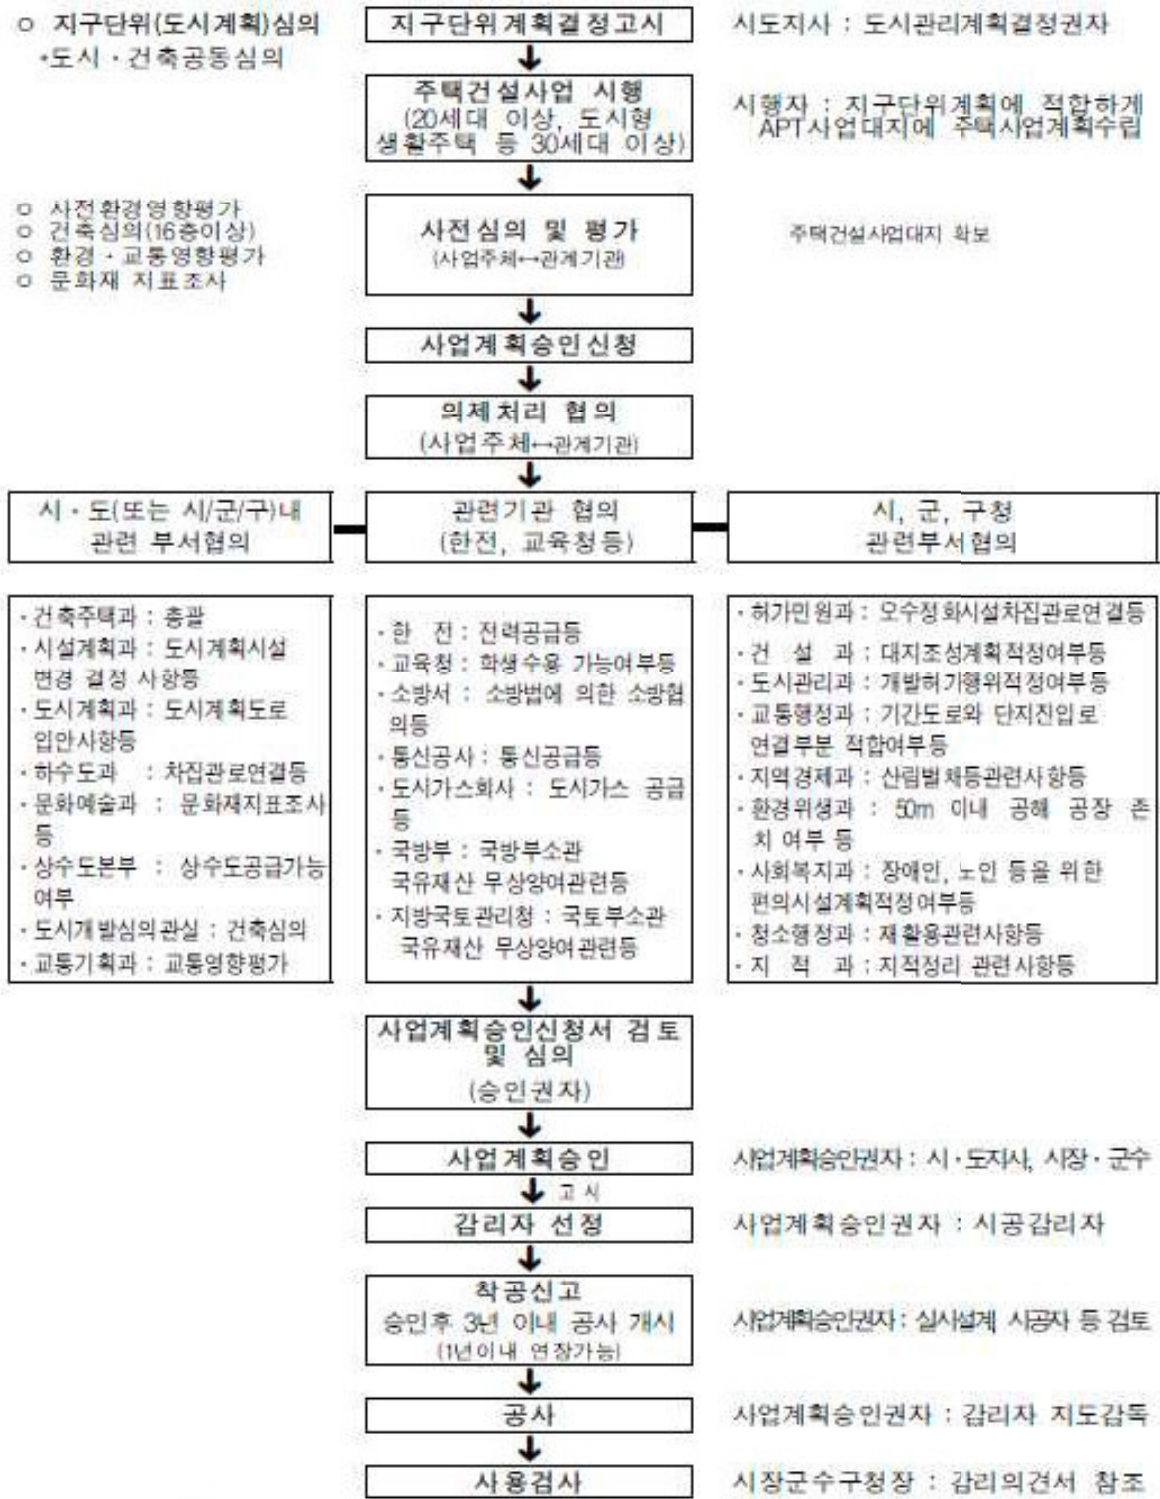 ㅇ 지구단위(도시계획)심의
•도시・건축공동심의
지구단위계획결정고시
시도지사 : 도시관리계획결정권자
주택건설사업 시행
(20세대 이상, 도시형
생활주택 등 30세대 이상)
시행자 : 지구단위계획에 적합하게
APT사업대지에 주택사업계획수립
ㅇ 사전환경영향평가
ㅇ 건축심의(16층이상)
ㅇ 환경・교통영향평가
ㅇ 문화재 지표조사
사전심의 및 평가
(사업주체↔관계기관)
주택건설사업대지 확보
사업계획승인신청
의제처리 협의
(사업주체↔관계기관)
시・도(또는 시/군/구)내
관련 부서협의
관련기관 협의
(한전, 교육청등)
시, 군, 구청
관련부서협의
・건축주택과 : 총괄
・시설계획과 : 도시계획시설
변경 결정 사항등
・도시계획과 : 도시계획도로
입안사항등
・하수도과 : 차집관로연결등
・문화예술과 : 문화재지표조사
등
・상수도본부 : 상수도공급가능
여부
・도시개발심의관실 : 건축심의
・교통기획과 : 교통영향평가
・한 전 : 전력공급등
・교육청 : 학생수용 가능여부등
・소방서 : 소방법에 의한 소방협
의등
・통신공사 : 통신공급등
・도시가스회사 : 도시가스 공급
등
・국방부 : 국방부소관
국유재산 무상양여관련등
・지방국토관리청 : 국토부소관
국유재산 무상양여관련등
・허가민원과 : 오수정화시설차집관로연결등
・건 설 과 : 대지조성계획적정여부등
・도시관리과 : 개발허가행위적정여부등
・교통행정과 : 기간도로와 단지진입로
연결부분 적합여부등
・지역경제과 : 산림벌채등관련사항등
・환경위생과 : 50m 이내 공해 공장 존
치 여부 등
・사회복지과 : 장애인, 노인 등을 위한
편의시설계획적정여부등
・청소행정과 : 재활용관련사항등
・지 적 과 : 지적정리 관련사항등
사업계획승인신청서 검토
및 심의
(승인권자)
사업계획승인
사업계획승인권자 : 시・도지사, 시장・군수
고시
감리자 선정
사업계획승인권자 : 시공감리자
착공신고
승인후 3년 이내 공사 개시
(1년이내 연장가능)
사업계획승인권자 : 실시설계, 시공자 등 검토
공사
사업계획승인권자 : 감리자 지도감독
사용검사
시장군수구청장 : 감리의견서 참조